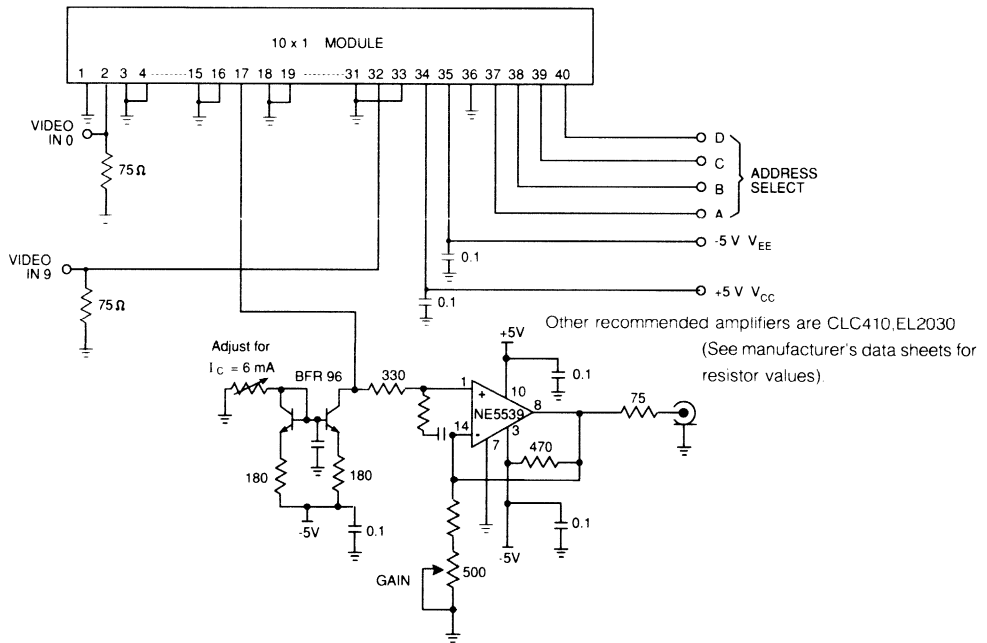 10 x 1 MODULE
1 2 3 4 15 16 17 18 19 31 32 33 34 35 36 37 38 39 40
VIDEO
IN 0
75Ω
D
C
B
A
ADDRESS
SELECT
-5 V VEE
0.1
VIDEO
IN 9
75Ω
+5 V VCC
0.1
Other recommended amplifiers are CLC410,EL2030
(See manufacturer's data sheets for
resistor values).
Adjust for
IC = 6 mA
BFR 96
330
+5V
0.1
1
+
10
NE5539
8
75
14
-
7
3
470
180
180
-5V
0.1
0.1
-5V
GAIN
500